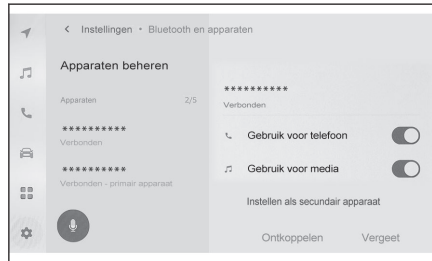 < Instellingen • Bluetooth en apparaten
Apparaten beheren
Apparaten 2/5
**********
Verbonden
**********
Verbonden - primair apparaat
**********
Verbonden
Gebruik voor telefoon
Gebruik voor media
Instellen als secundair apparaat
Ontkoppelen Vergeet